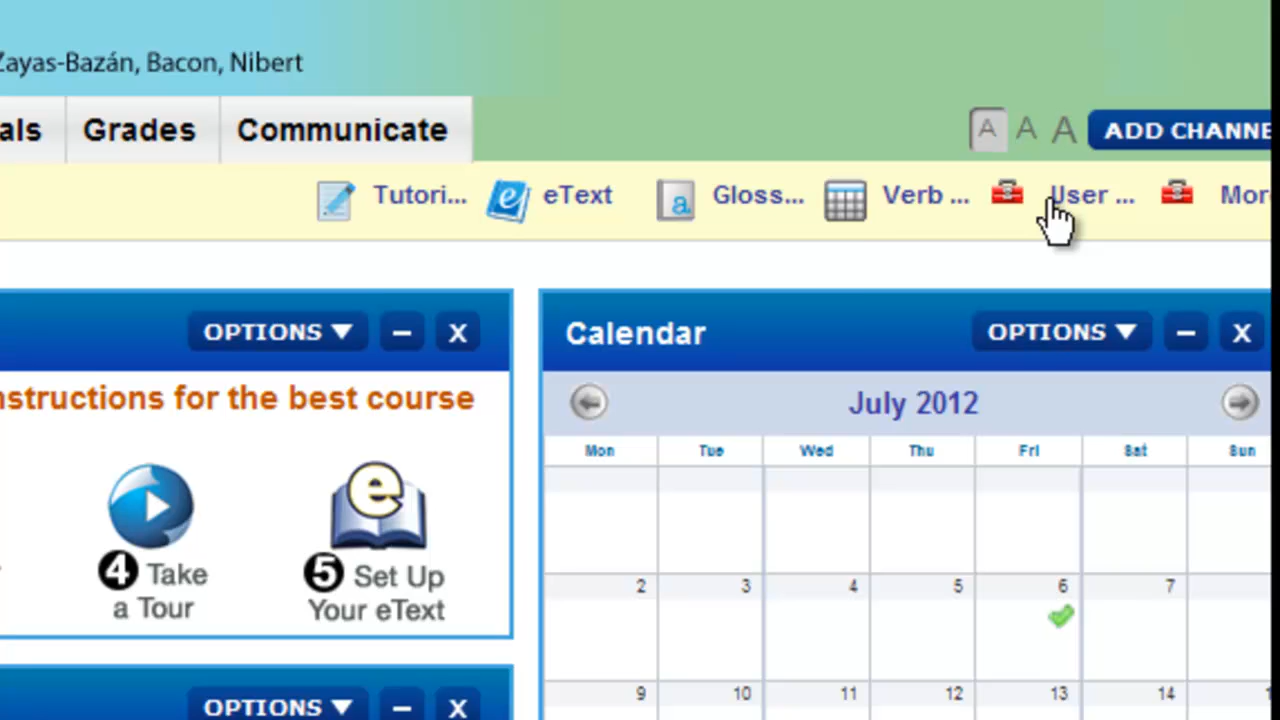 Zayas-Bazán, Bacon, Nibert
als Grades Communicate
A A A ADD CHANNE
Tutori... eText Gloss... Verb ... User ... Mor
OPTIONS
nstructions for the best course
4 Take
a Tour
5 Set Up
Your eText
OPTIONS
Calendar OPTIONS
July 2012
Mon Tue Wed Thu Fri Sat Sun
2 3 4 5 6 7
9 10 11 12 13 14